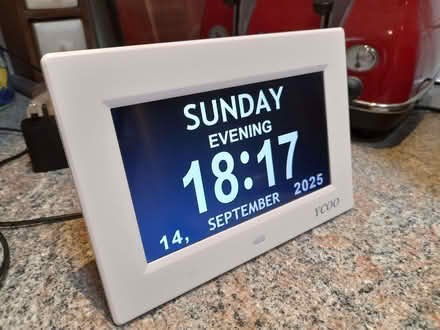 SUNDAY
EVENING
18:17
14, SEPTEMBER 2025
YCOO